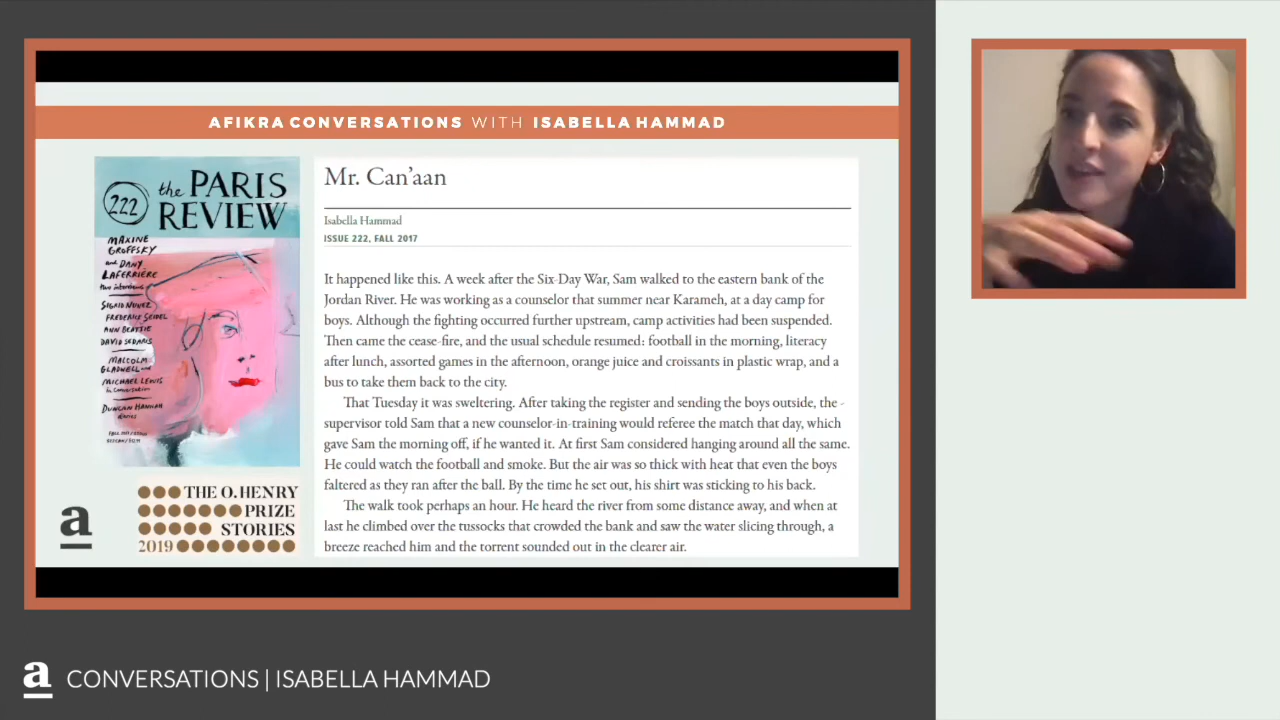 AFIKRA CONVERSATIONS WITH ISABELLA HAMMAD
222
the PARIS
REVIEW
MAXINE
GROFFSKY
and DANY
LAFERRIÈRE
two interviews
SIGRID NUNEZ
FREDERICK SEIDEL
ANN BEATTIE
DAVID SEDARIS
MALCOLM
GLADWELL and
MICHAEL LEWIS
in conversation
DUNCAN HANNAH
diaries
THE O. HENRY
PRIZE
STORIES
2019
a
Mr. Can’aan
Isabella Hammad
ISSUE 222, FALL 2017
It happened like this. A week after the Six-Day War, Sam walked to the eastern bank of the
Jordan River. He was working as a counselor that summer near Karameh, at a day camp for
boys. Although the fighting occurred further upstream, camp activities had been suspended.
Then came the cease-fire, and the usual schedule resumed: football in the morning, literacy
after lunch, assorted games in the afternoon, orange juice and croissants in plastic wrap, and a
bus to take them back to the city.
That Tuesday it was sweltering. After taking the register and sending the boys outside, the -
supervisor told Sam that a new counselor-in-training would referee the match that day, which
gave Sam the morning off, if he wanted it. At first Sam considered hanging around all the same.
He could watch the football and smoke. But the air was so thick with heat that even the boys
faltered as they ran after the ball. By the time he set out, his shirt was sticking to his back.
The walk took perhaps an hour. He heard the river from some distance away, and when at
last he climbed over the tussocks that crowded the bank and saw the water slicing through, a
breeze reached him and the torrent sounded out in the clearer air.
a CONVERSATIONS | ISABELLA HAMMAD